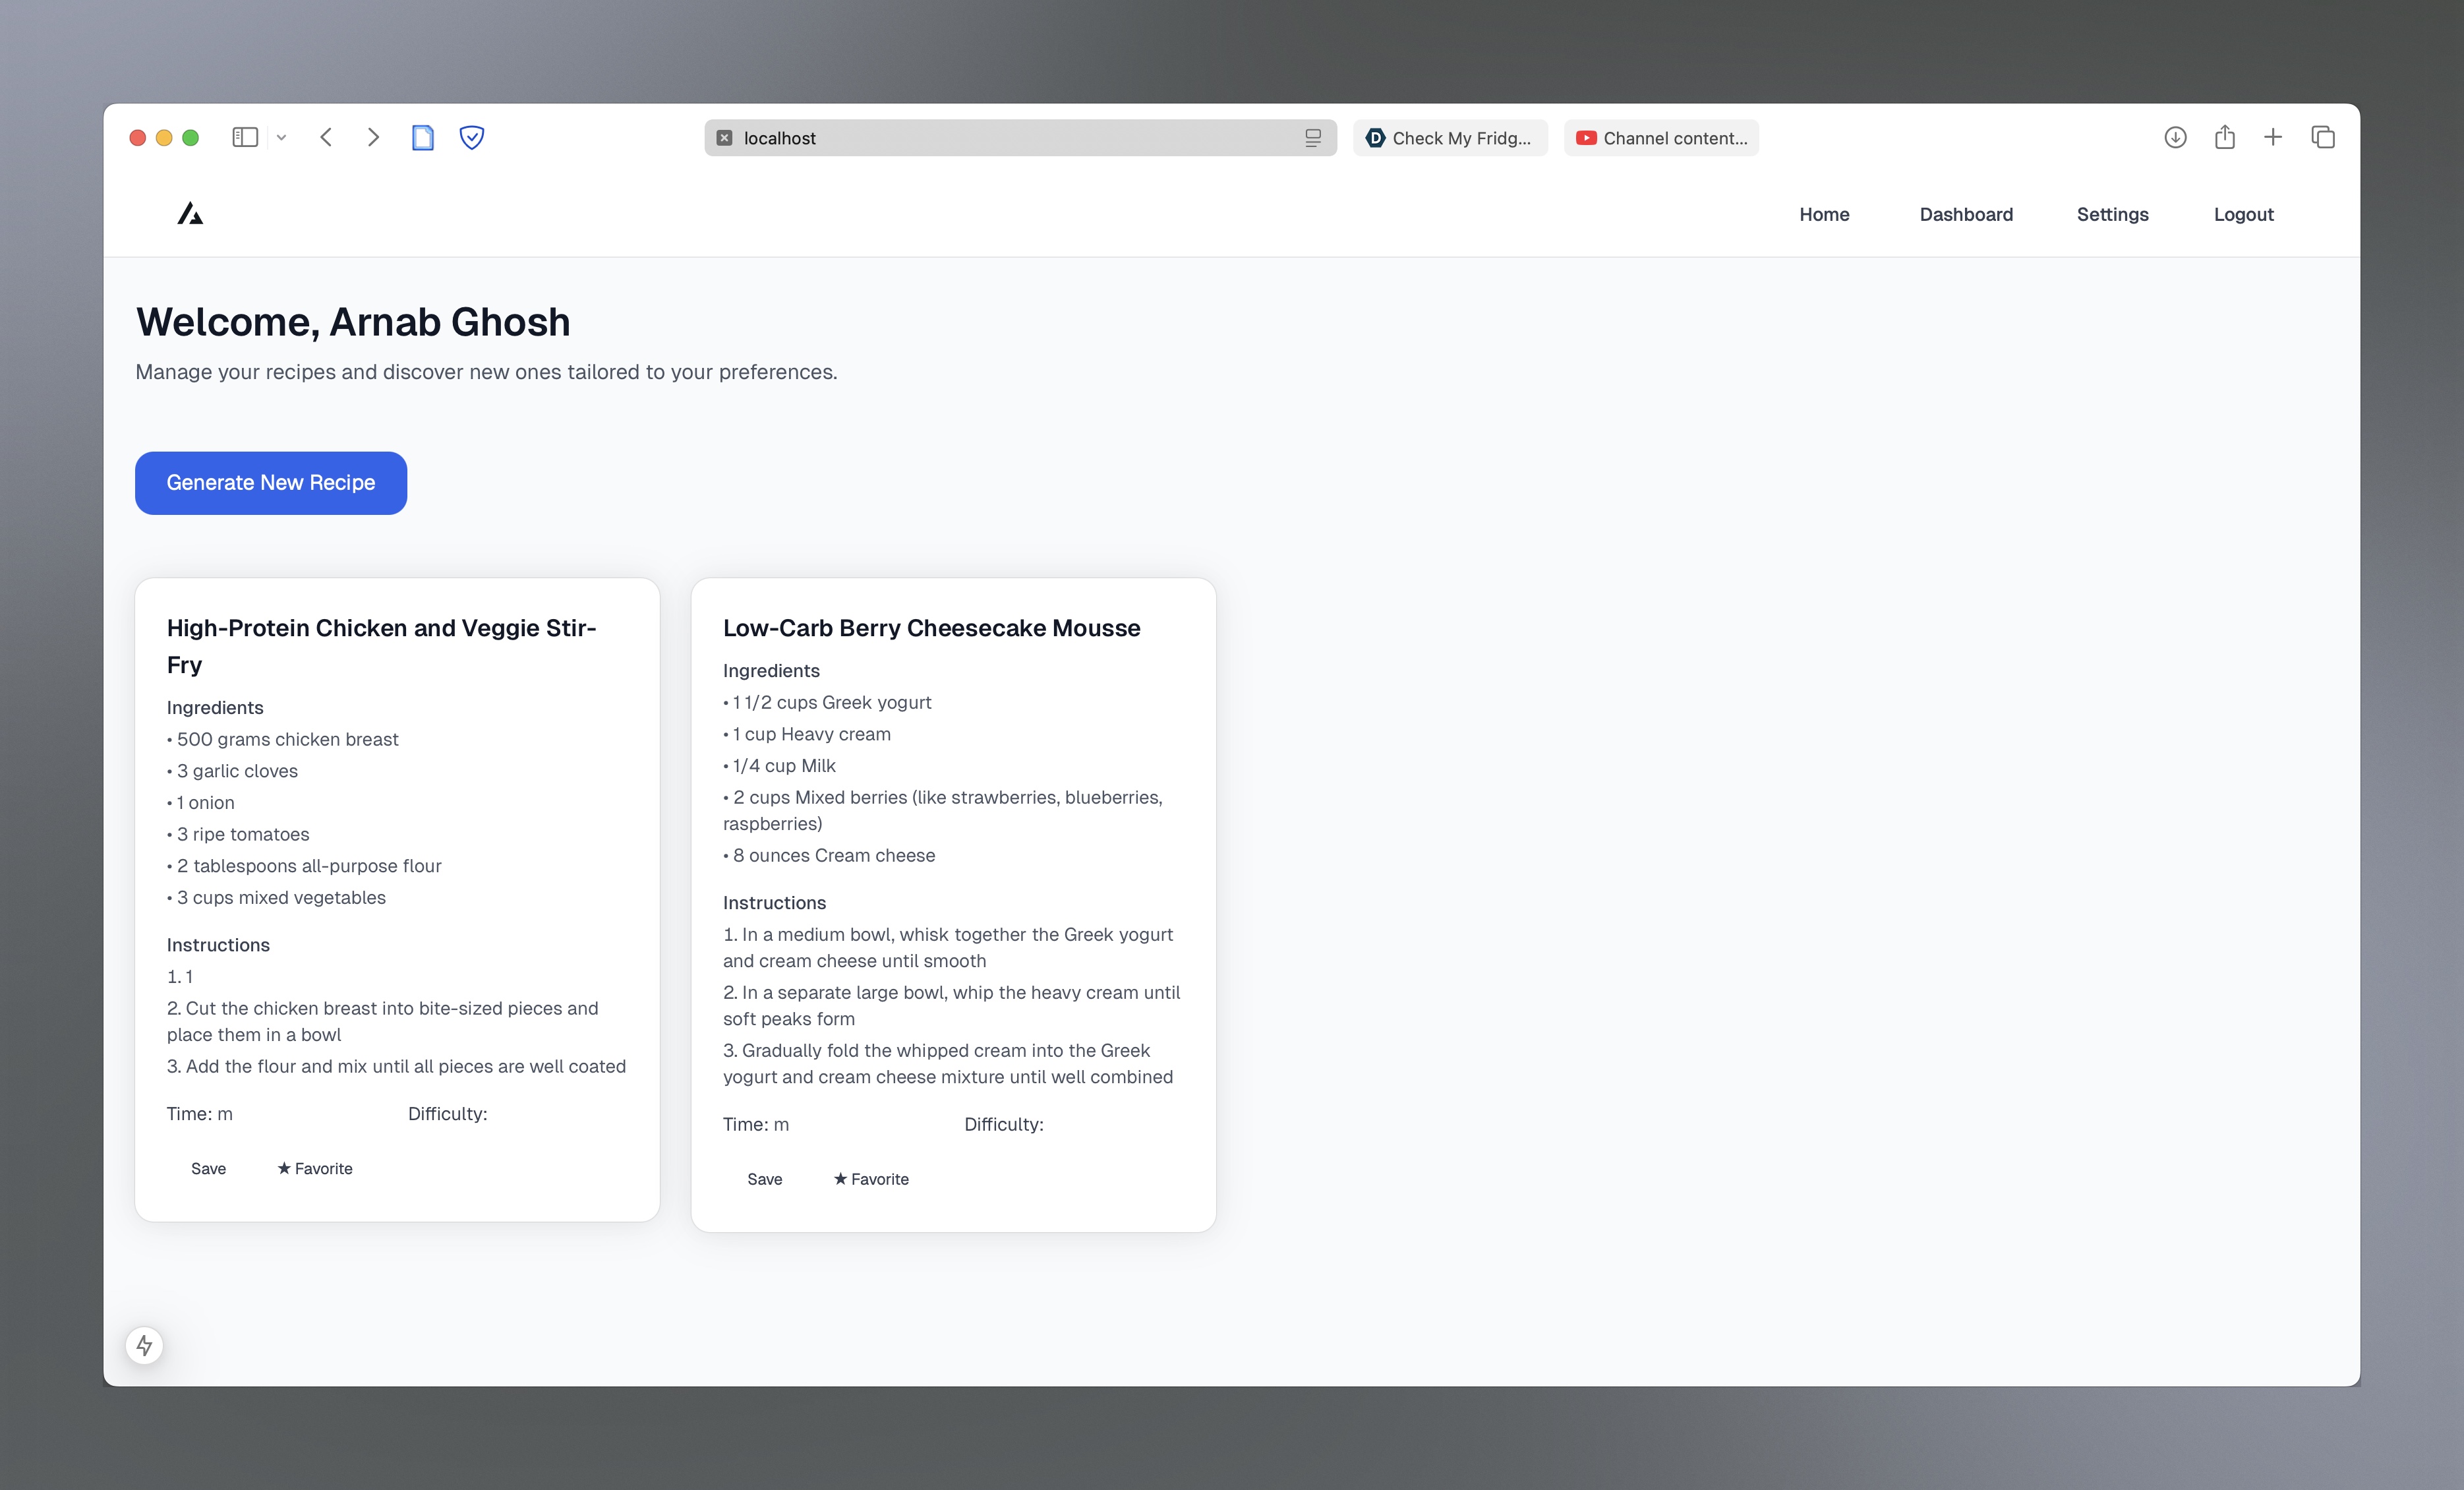 localhost
Check My Fridg...
Channel content...
Home
Dashboard
Settings
Logout
Welcome, Arnab Ghosh
Manage your recipes and discover new ones tailored to your preferences.
Generate New Recipe
High-Protein Chicken and Veggie Stir-
Fry
Ingredients
• 500 grams chicken breast
• 3 garlic cloves
• 1 onion
• 3 ripe tomatoes
• 2 tablespoons all-purpose flour
• 3 cups mixed vegetables
Instructions
1. 1
2. Cut the chicken breast into bite-sized pieces and
place them in a bowl
3. Add the flour and mix until all pieces are well coated
Time: m
Difficulty:
Save
★ Favorite
Low-Carb Berry Cheesecake Mousse
Ingredients
• 1 1/2 cups Greek yogurt
• 1 cup Heavy cream
• 1/4 cup Milk
• 2 cups Mixed berries (like strawberries, blueberries,
raspberries)
• 8 ounces Cream cheese
Instructions
1. In a medium bowl, whisk together the Greek yogurt
and cream cheese until smooth
2. In a separate large bowl, whip the heavy cream until
soft peaks form
3. Gradually fold the whipped cream into the Greek
yogurt and cream cheese mixture until well combined
Time: m
Difficulty:
Save
★ Favorite